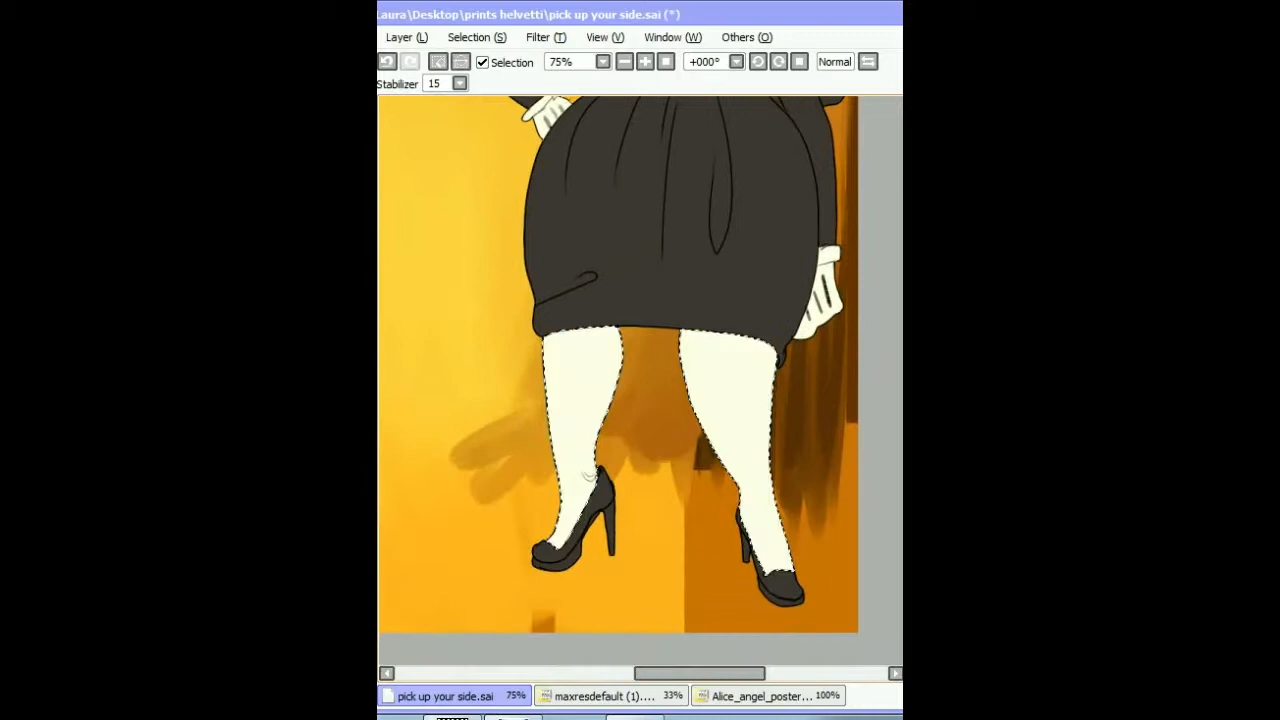 Laura\Desktop\prints helvetti\pick up your side.sai (*)
Layer (L) Selection (S) Filter (T) View (V) Window (W) Others (O)
Selection 75% +000° Normal
Stabilizer 15
pick up your side.sai 75% maxresdefault (1).... 33% Alice_angel_poster... 100%